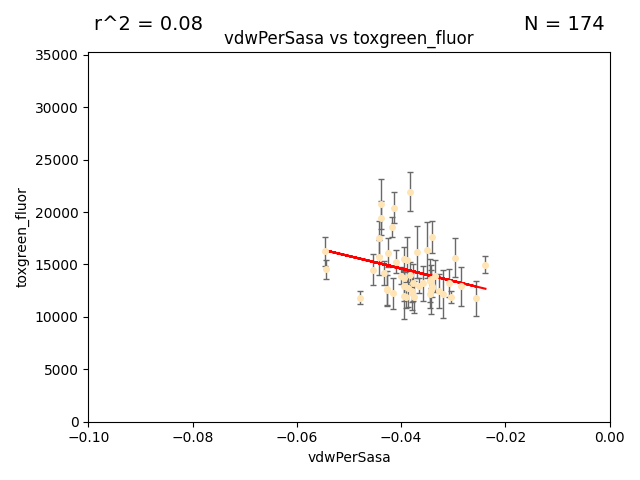 r^2 = 0.08
N = 174
vdwPerSasa vs toxgreen_fluor
toxgreen_fluor
35000
30000
25000
20000
15000
10000
5000
0
−0.10
−0.08
−0.06
−0.04
−0.02
0.00
vdwPerSasa